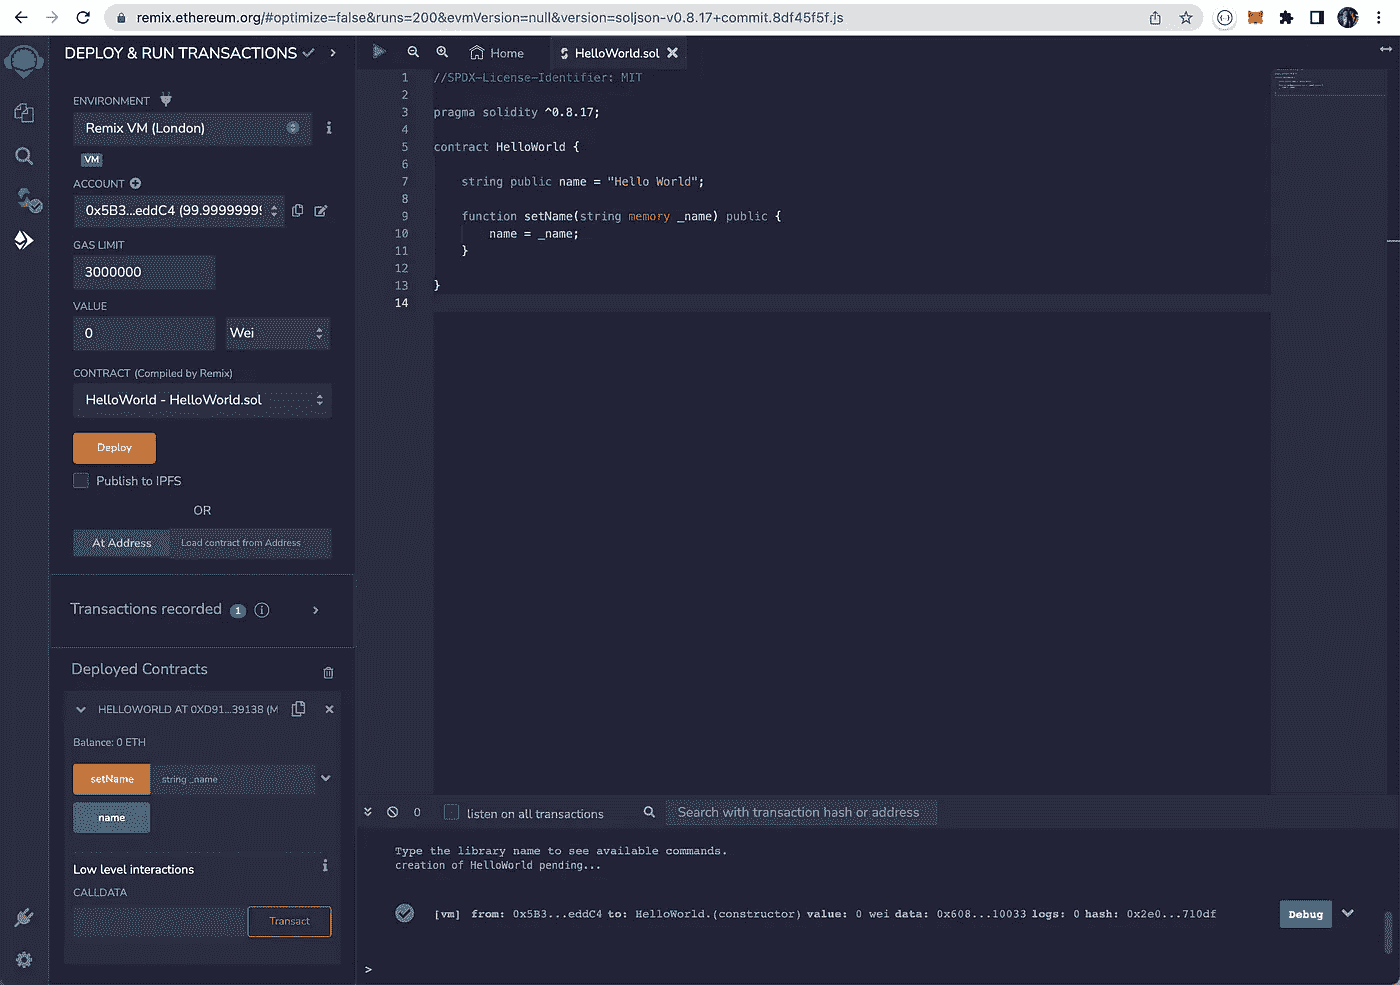 remix.ethereum.org/#optimize=false&runs=200&evmVersion=null&version=soljson-v0.8.17+commit.8df45f5f.js
DEPLOY & RUN TRANSACTIONS
ENVIRONMENT
Remix VM (London)
VM
ACCOUNT
0x5B3...eddC4 (99.99999999
GAS LIMIT
3000000
VALUE
0
Wei
CONTRACT (Compiled by Remix)
HelloWorld - HelloWorld.sol
Deploy
Publish to IPFS
OR
At Address
Load contract from Address
Transactions recorded 1 i
Deployed Contracts
HELLOWORLD AT 0XD91...39138 (M
Balance: 0 ETH
setName
string _name
name
Low level interactions i
CALLDATA
Transact
Home
HelloWorld.sol
1 //SPDX-License-Identifier: MIT
2
3 pragma solidity ^0.8.17;
4
5 contract HelloWorld {
6
7 string public name = "Hello World";
8
9 function setName(string memory _name) public {
10 name = _name;
11 }
12
13 }
14
0
listen on all transactions
Search with transaction hash or address
Type the library name to see available commands.
creation of HelloWorld pending...
[vm] from: 0x5B3...eddC4 to: HelloWorld.(constructor) value: 0 wei data: 0x608...10033 logs: 0 hash: 0x2e0...710df
Debug
>